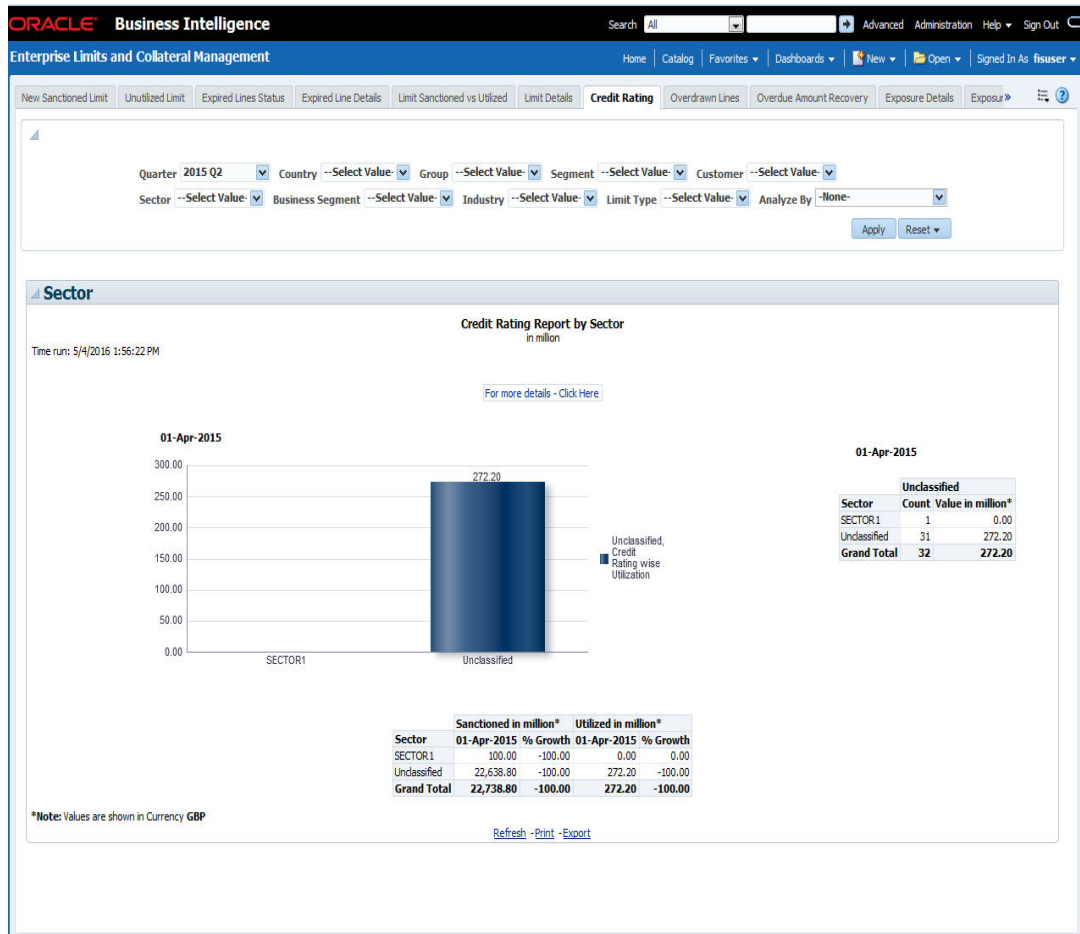 ORACLE Business Intelligence Search All Advanced Administration Help Sign Out
Enterprise Limits and Collateral Management Home Catalog Favorites Dashboards New Open Signed In As fisuser
New Sanctioned Limit Unutilized Limit Expired Lines Status Expired Line Details Limit Sanctioned vs Utilized Limit Details Credit Rating Overdrawn Lines Overdue Amount Recovery Exposure Details Exposur»
Quarter 2015 Q2 Country --Select Value- Group --Select Value- Segment --Select Value- Customer --Select Value-
Sector --Select Value- Business Segment --Select Value- Industry --Select Value- Limit Type --Select Value- Analyze By -None-
Apply Reset
Sector
Credit Rating Report by Sector
in million
Time run: 5/4/2016 1:56:22 PM
For more details - Click Here
01-Apr-2015
300.00
250.00
200.00
150.00
100.00
50.00
0.00
272.20
SECTOR1 Unclassified
Unclassified,
Credit
Rating wise
Utilization
01-Apr-2015
Unclassified
Sector Count Value in million*
SECTOR1 1 0.00
Unclassified 31 272.20
Grand Total 32 272.20
Sanctioned in million* Utilized in million*
Sector 01-Apr-2015 % Growth 01-Apr-2015 % Growth
SECTOR1 100.00 -100.00 0.00 0.00
Unclassified 22,638.80 -100.00 272.20 -100.00
Grand Total 22,738.80 -100.00 272.20 -100.00
*Note: Values are shown in Currency GBP
Refresh - Print - Export